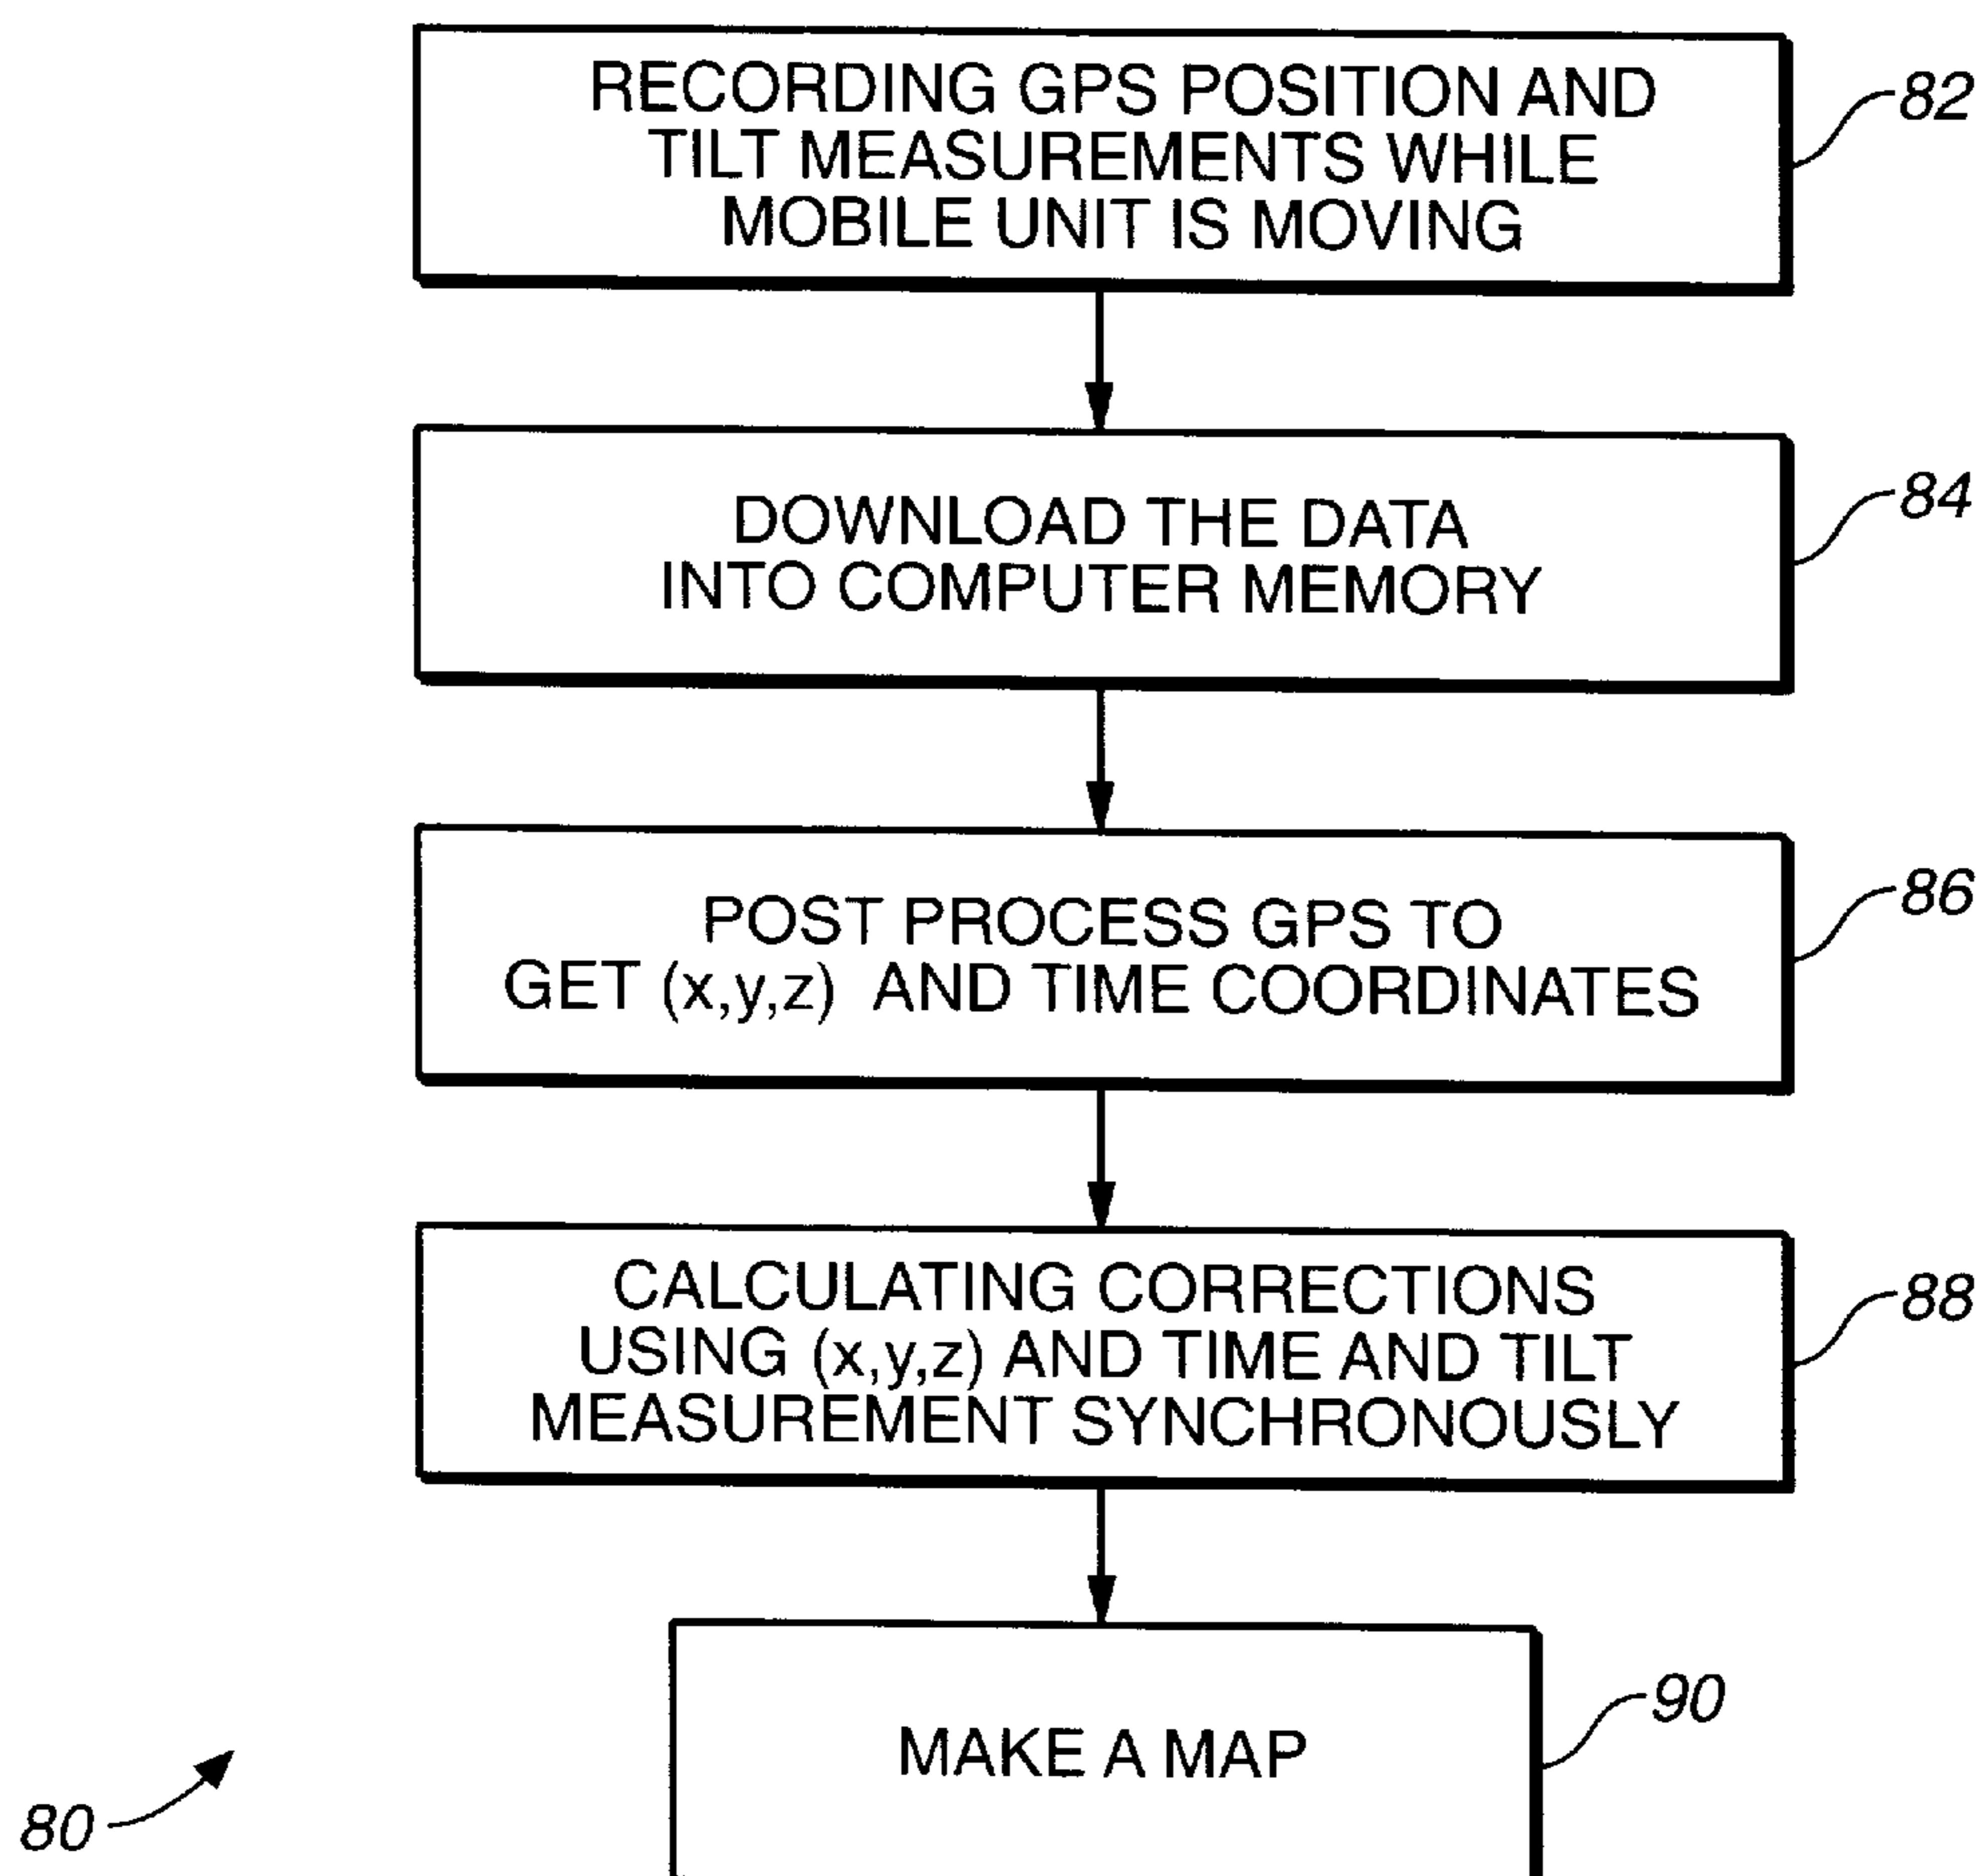 RECORDING GPS POSITION AND
TILT MEASUREMENTS WHILE
MOBILE UNIT IS MOVING
82
DOWNLOAD THE DATA
INTO COMPUTER MEMORY
84
POST PROCESS GPS TO
GET (x,y,z) AND TIME COORDINATES
86
CALCULATING CORRECTIONS
USING (x,y,z) AND TIME AND TILT
MEASUREMENT SYNCHRONOUSLY
88
MAKE A MAP
90
80